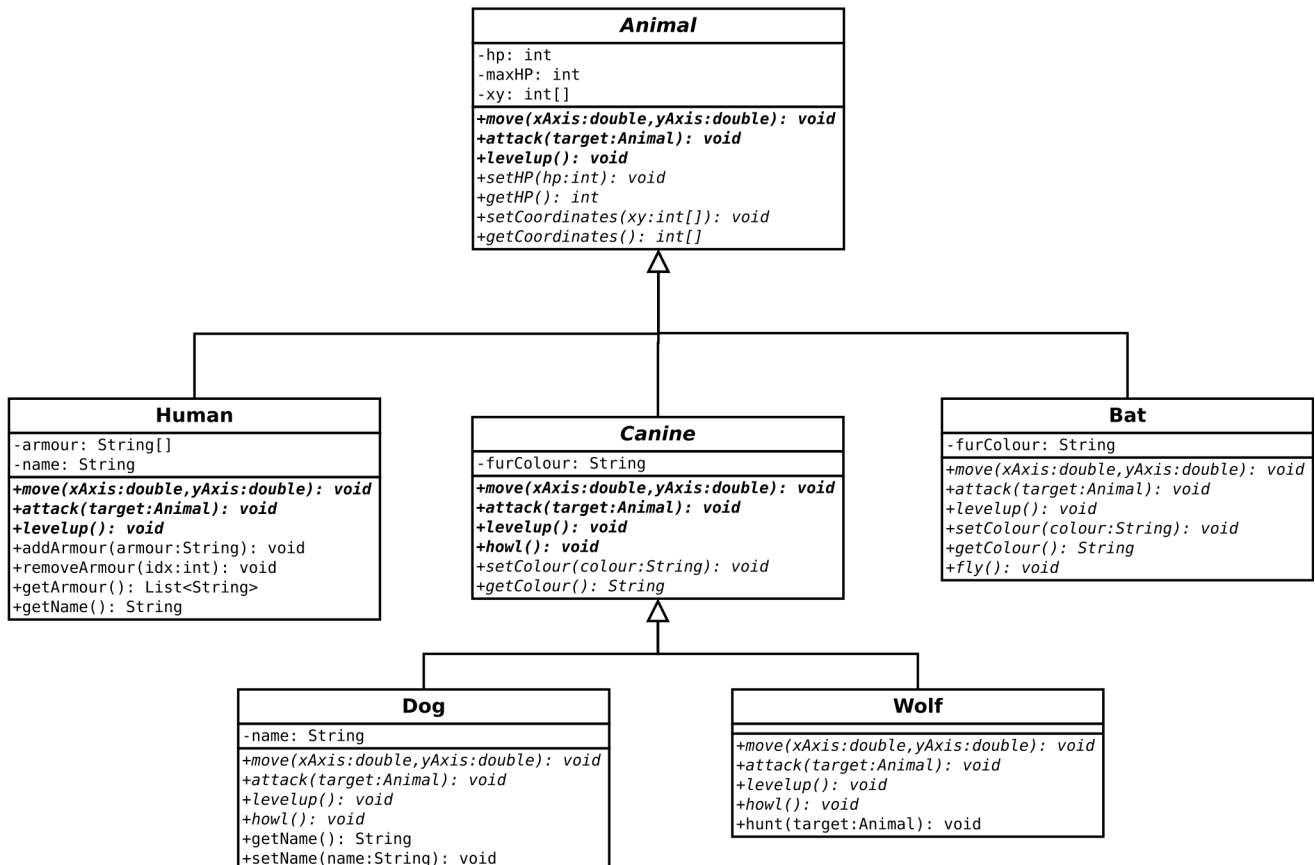 Animal
-hp: int
-maxHP: int
-xy: int[]
+move(xAxis:double,yAxis:double): void
+attack(target:Animal): void
+levelup(): void
+setHP(hp:int): void
+getHP(): int
+setCoordinates(xy:int[]): void
+getCoordinates(): int[]
Human
-armour: String[]
-name: String
+move(xAxis:double,yAxis:double): void
+attack(target:Animal): void
+levelup(): void
+addArmour(armour:String): void
+removeArmour(idx:int): void
+getArmour(): List<String>
+getName(): String
Canine
-furColour: String
+move(xAxis:double,yAxis:double): void
+attack(target:Animal): void
+levelup(): void
+howl(): void
+setColour(colour:String): void
+getColour(): String
Bat
-furColour: String
+move(xAxis:double,yAxis:double): void
+attack(target:Animal): void
+levelup(): void
+setColour(colour:String): void
+getColour(): String
+fly(): void
Dog
-name: String
+move(xAxis:double,yAxis:double): void
+attack(target:Animal): void
+levelup(): void
+howl(): void
+getName(): String
+setName(name:String): void
Wolf
+move(xAxis:double,yAxis:double): void
+attack(target:Animal): void
+levelup(): void
+howl(): void
+hunt(target:Animal): void